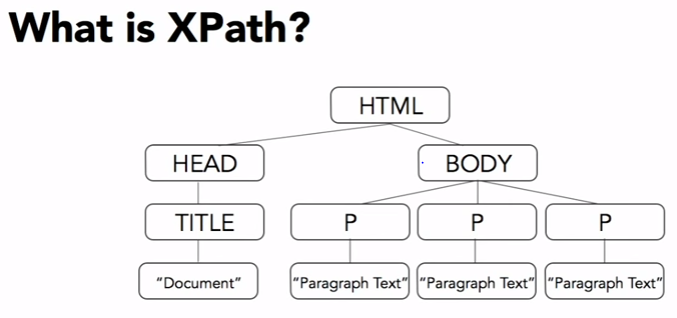 What is XPath?
HTML
HEAD BODY
TITLE P P P
“Document” “Paragraph Text” “Paragraph Text” “Paragraph Text”